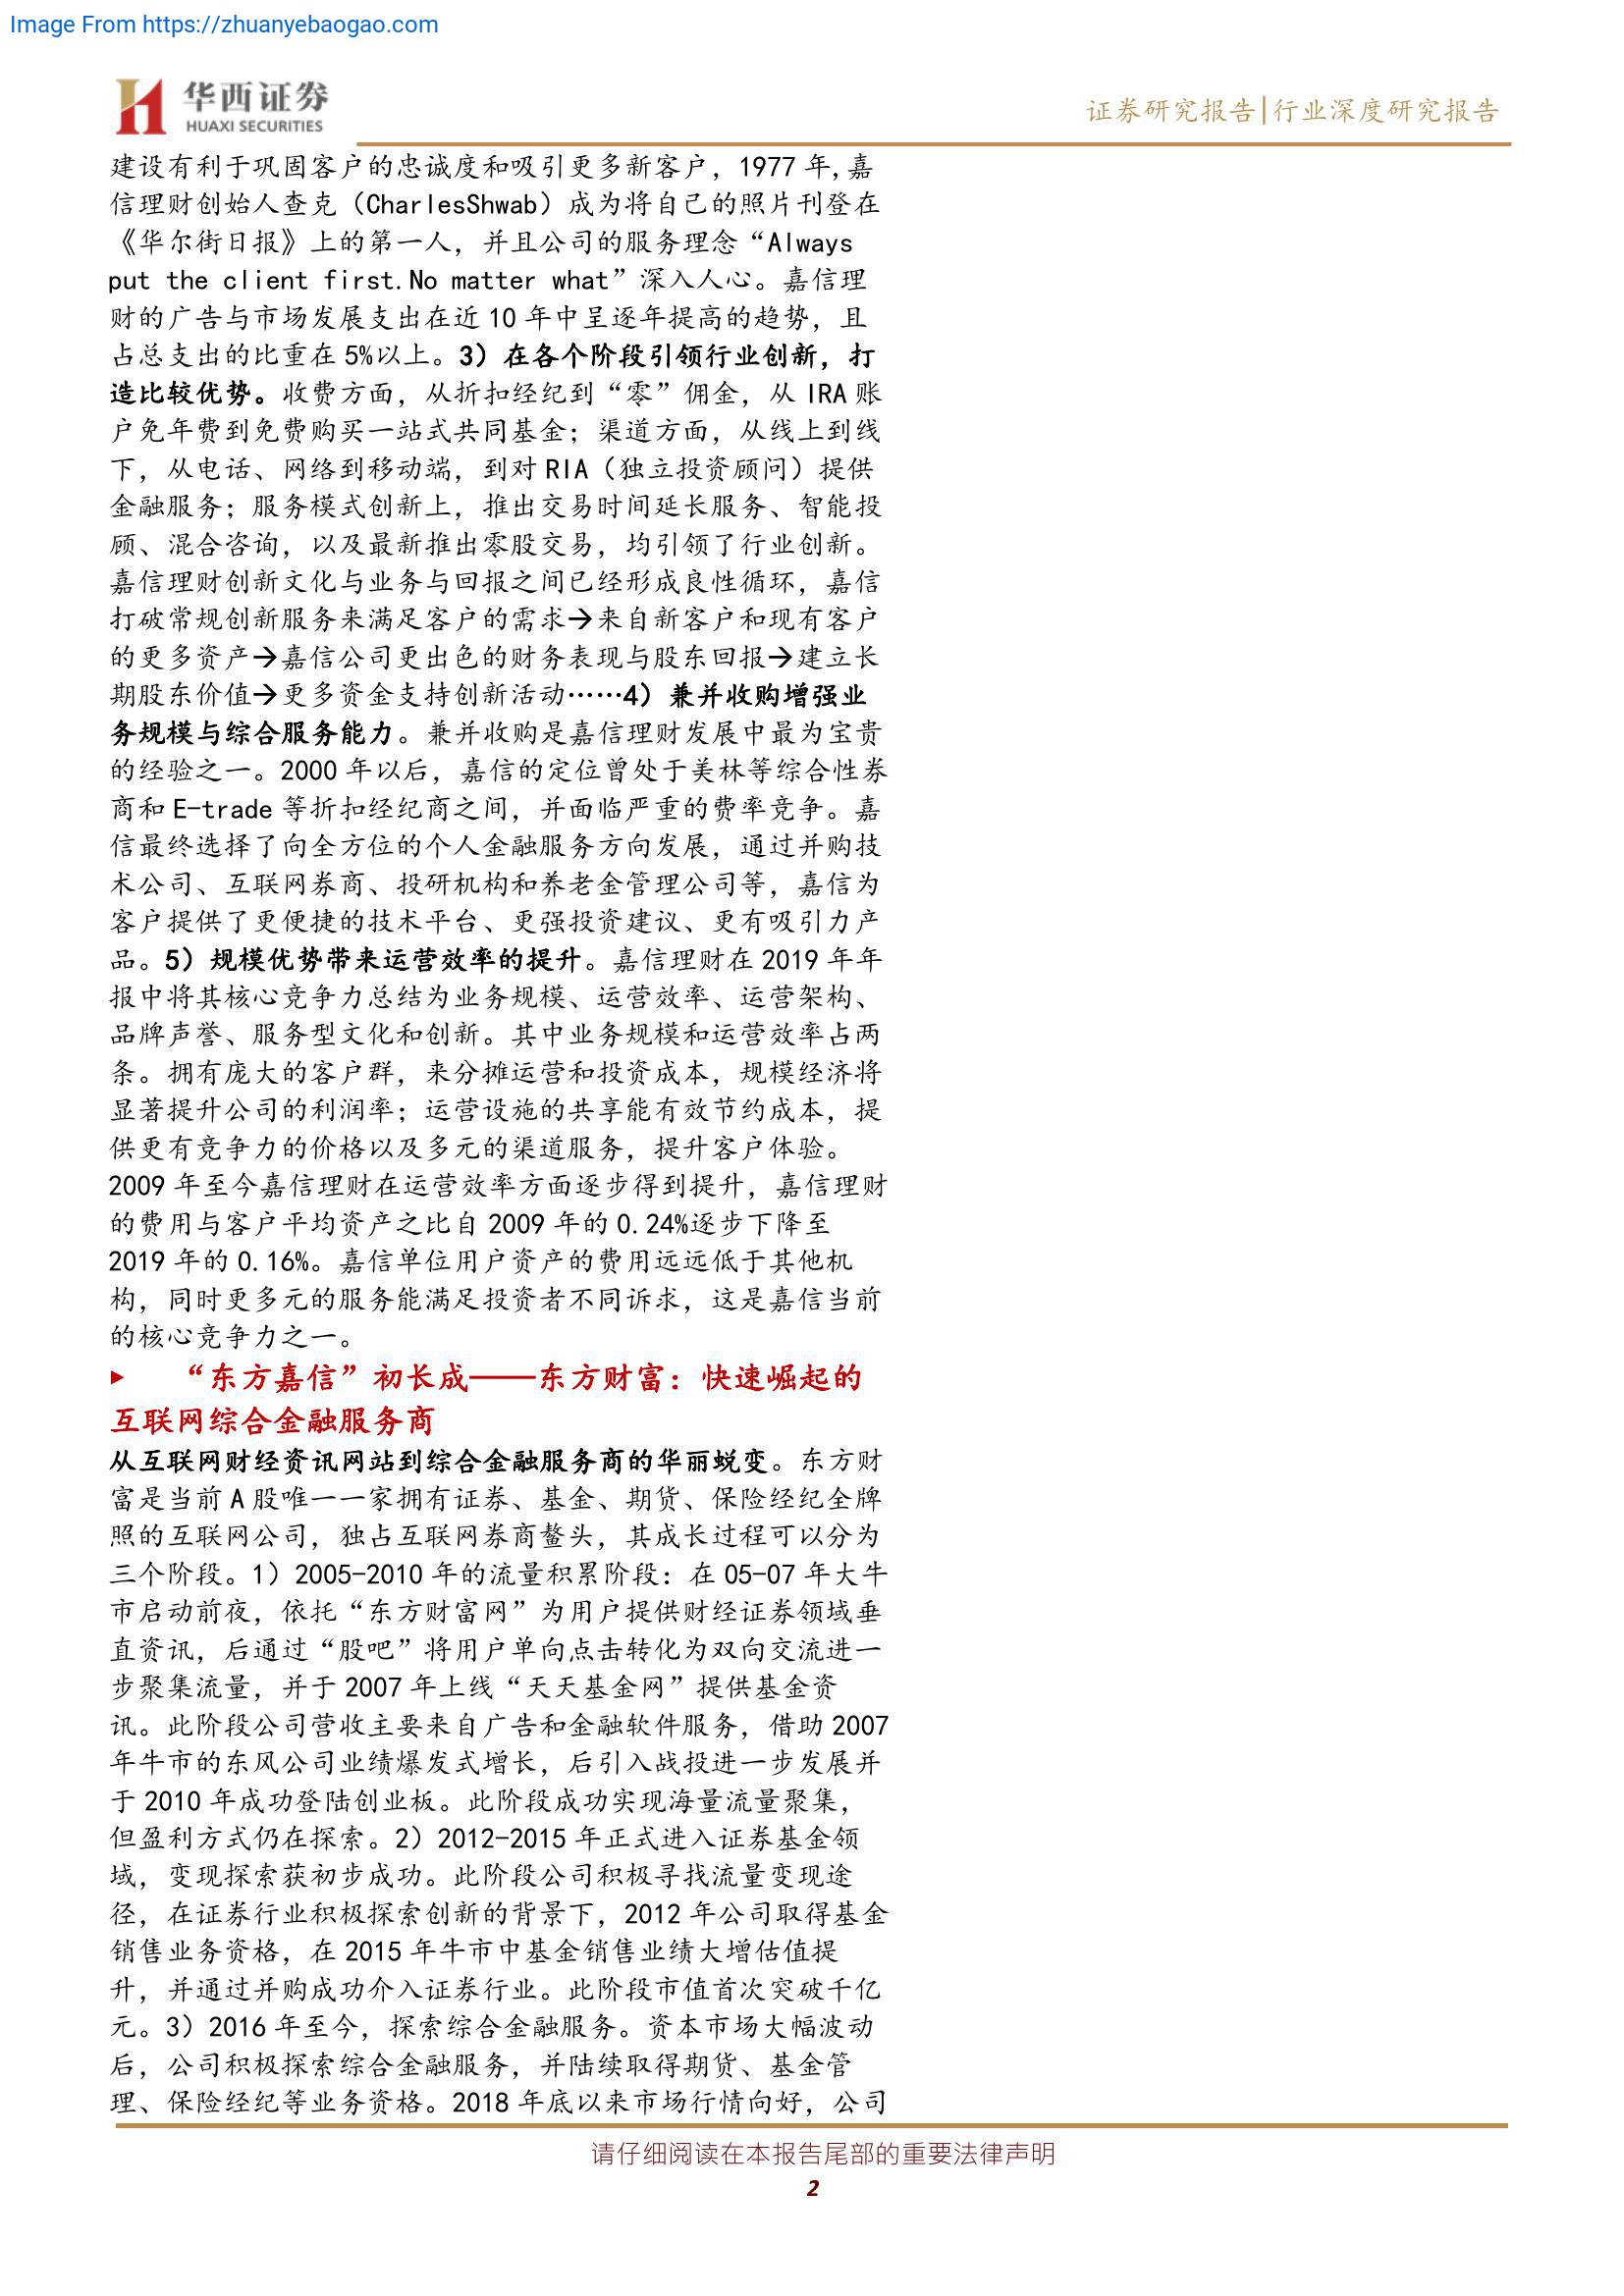 Image From https://zhuanyebaogao.com
华西证券
HUAXI SECURITIES
证券研究报告|行业深度研究报告
建设有利于巩固客户的忠诚度和吸引更多新客户，1977 年,嘉
信理财创始人查克（CharlesShwab）成为将自己的照片刊登在
《华尔街日报》上的第一人，并且公司的服务理念“Always
put the client first.No matter what”深入人心。嘉信理
财的广告与市场发展支出在近 10 年中呈逐年提高的趋势，且
占总支出的比重在 5%以上。3）在各个阶段引领行业创新，打
造比较优势。收费方面，从折扣经纪到“零”佣金，从 IRA 账
户免年费到免费购买一站式共同基金；渠道方面，从线上到线
下，从电话、网络到移动端，到对 RIA（独立投资顾问）提供
金融服务；服务模式创新上，推出交易时间延长服务、智能投
顾、混合咨询，以及最新推出零股交易，均引领了行业创新。
嘉信理财创新文化与业务与回报之间已经形成良性循环，嘉信
打破常规创新服务来满足客户的需求→来自新客户和现有客户
的更多资产→嘉信公司更出色的财务表现与股东回报→建立长
期股东价值→更多资金支持创新活动……4）兼并收购增强业
务规模与综合服务能力。兼并收购是嘉信理财发展中最为宝贵
的经验之一。2000 年以后，嘉信的定位曾处于美林等综合性券
商和 E-trade 等折扣经纪商之间，并面临严重的费率竞争。嘉
信最终选择了向全方位的个人金融服务方向发展，通过并购技
术公司、互联网券商、投研机构和养老金管理公司等，嘉信为
客户提供了更便捷的技术平台、更强投资建议、更有吸引力产
品。5）规模优势带来运营效率的提升。嘉信理财在 2019 年年
报中将其核心竞争力总结为业务规模、运营效率、运营架构、
品牌声誉、服务型文化和创新。其中业务规模和运营效率占两
条。拥有庞大的客户群，来分摊运营和投资成本，规模经济将
显著提升公司的利润率；运营设施的共享能有效节约成本，提
供更有竞争力的价格以及多元的渠道服务，提升客户体验。
2009 年至今嘉信理财在运营效率方面逐步得到提升，嘉信理财
的费用与客户平均资产之比自 2009 年的 0.24%逐步下降至
2019 年的 0.16%。嘉信单位用户资产的费用远远低于其他机
构，同时更多元的服务能满足投资者不同诉求，这是嘉信当前
的核心竞争力之一。
▸ “东方嘉信”初长成——东方财富：快速崛起的
互联网综合金融服务商
从互联网财经资讯网站到综合金融服务商的华丽蜕变。东方财
富是当前 A 股唯一一家拥有证券、基金、期货、保险经纪全牌
照的互联网公司，独占互联网券商鳌头，其成长过程可以分为
三个阶段。1）2005-2010 年的流量积累阶段：在 05-07 年大牛
市启动前夜，依托“东方财富网”为用户提供财经证券领域垂
直资讯，后通过“股吧”将用户单向点击转化为双向交流进一
步聚集流量，并于 2007 年上线“天天基金网”提供基金资
讯。此阶段公司营收主要来自广告和金融软件服务，借助 2007
年牛市的东风公司业绩爆发式增长，后引入战投进一步发展并
于 2010 年成功登陆创业板。此阶段成功实现海量流量聚集，
但盈利方式仍在探索。2）2012-2015 年正式进入证券基金领
域，变现探索获初步成功。此阶段公司积极寻找流量变现途
径，在证券行业积极探索创新的背景下，2012 年公司取得基金
销售业务资格，在 2015 年牛市中基金销售业绩大增估值提
升，并通过并购成功介入证券行业。此阶段市值首次突破千亿
元。3）2016 年至今，探索综合金融服务。资本市场大幅波动
后，公司积极探索综合金融服务，并陆续取得期货、基金管
理、保险经纪等业务资格。2018 年底以来市场行情向好，公司
请仔细阅读在本报告尾部的重要法律声明
2